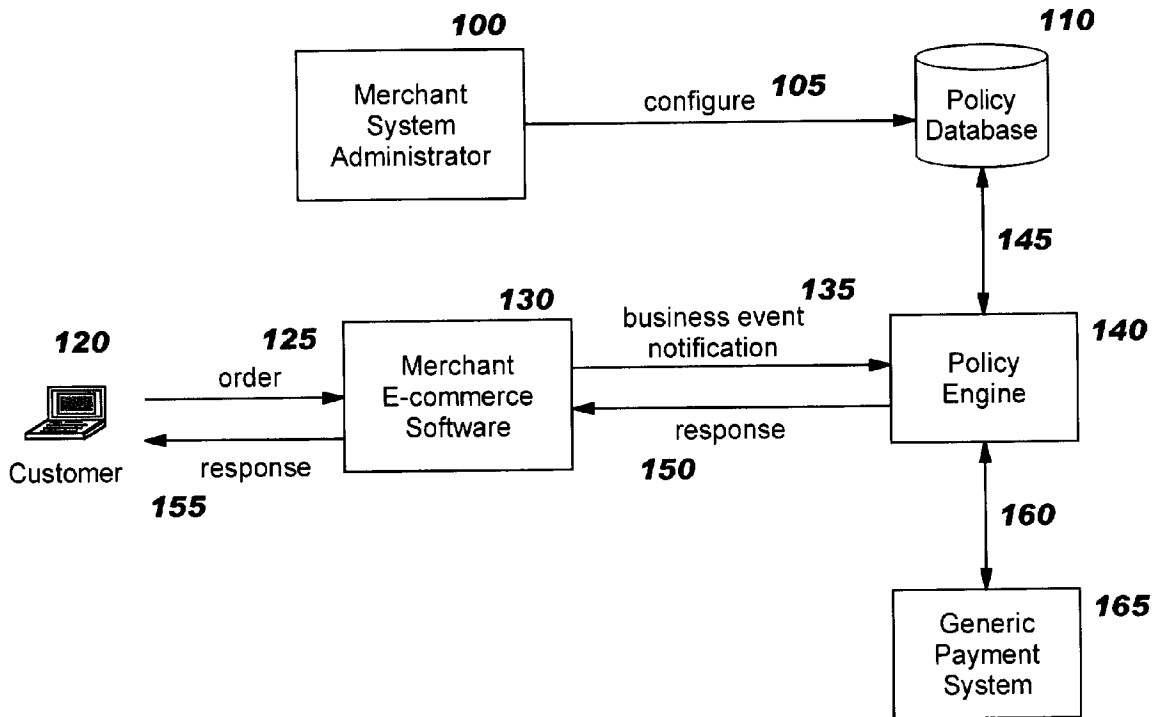 100
110
Merchant
System
Administrator
configure
105
Policy
Database
145
130
135
business event
notification
140
120
125
order
Merchant
E-commerce
Software
Policy
Engine
response
150
Customer
response
155
160
165
Generic
Payment
System